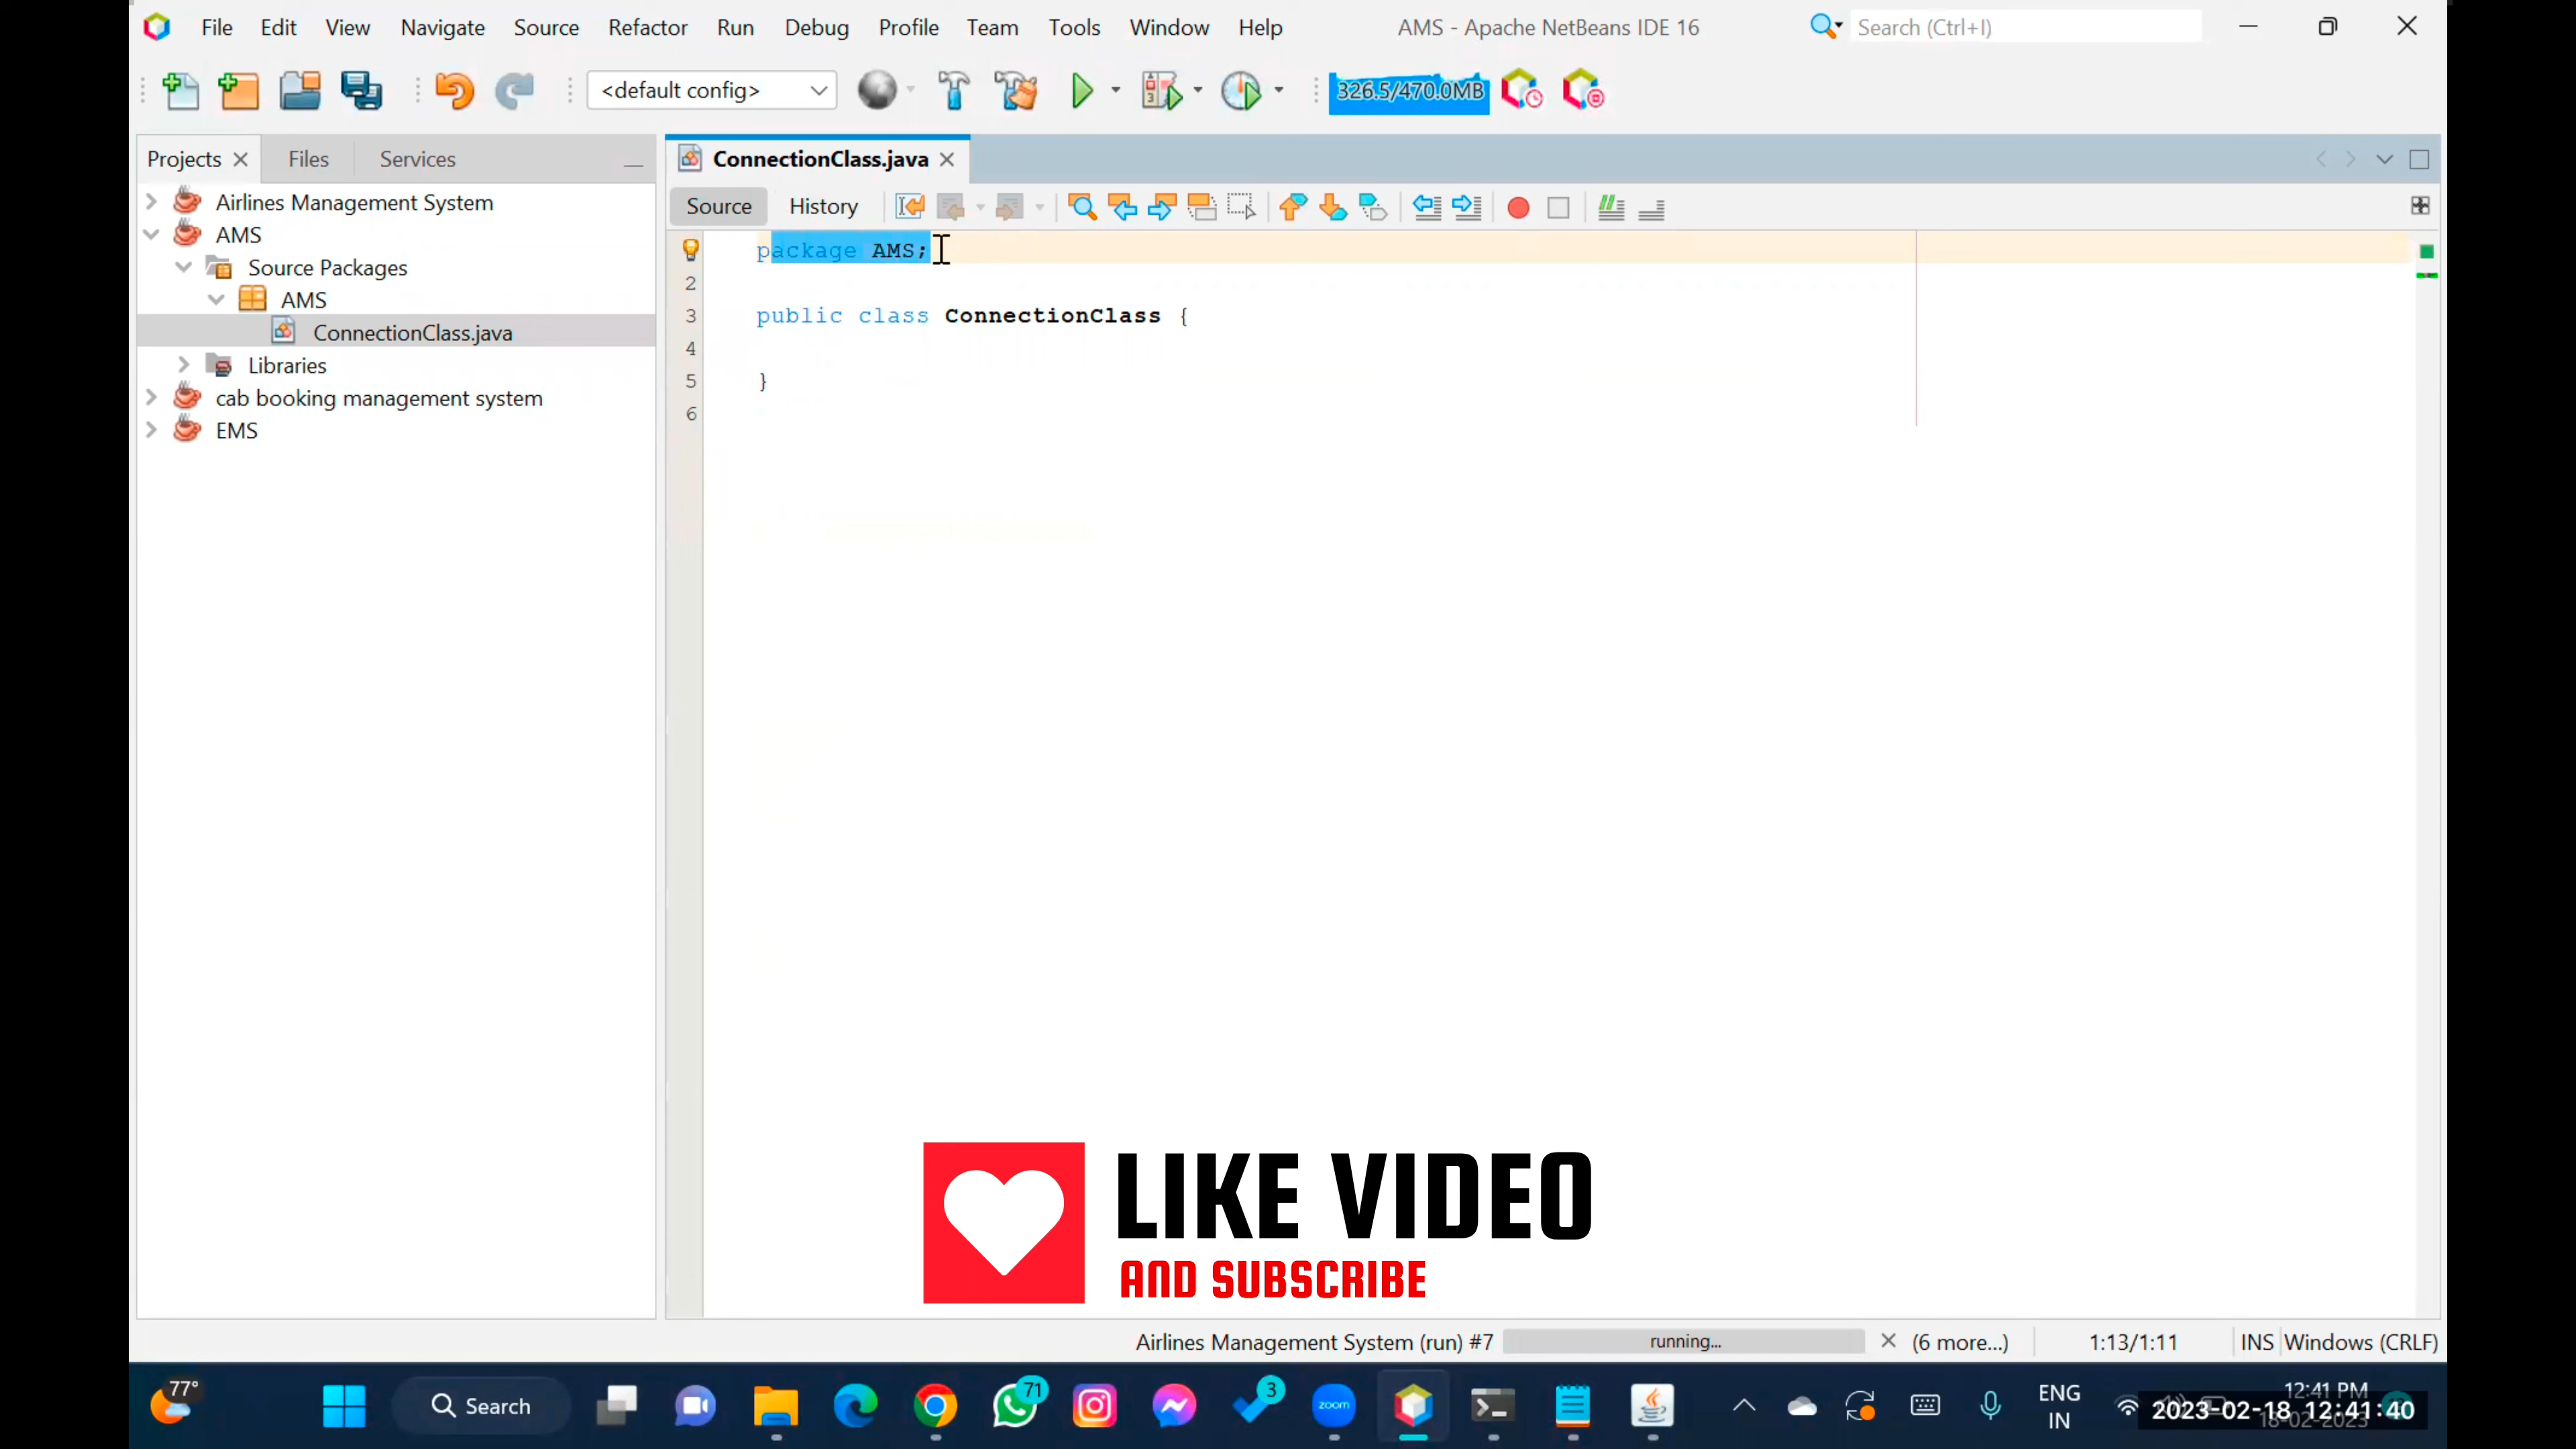 File Edit View Navigate Source Refactor Run Debug Profile Team Tools Window Help AMS - Apache NetBeans IDE 16 Search (Ctrl+I)
<default config> 326.5/470.0MB
Projects Files Services ConnectionClass.java
Source History
Airlines Management System
AMS
Source Packages
AMS
ConnectionClass.java
Libraries
cab booking management system
EMS
package AMS;
2
3 public class ConnectionClass {
4
5 }
6
LIKE VIDEO
AND SUBSCRIBE
Airlines Management System (run) #7 running... (6 more...) 1:13/1:11 INS Windows (CRLF)
77° Search 71 3 zoom ENG
IN
12:41 PM
18-02-2023
2023-02-18 12:41:40